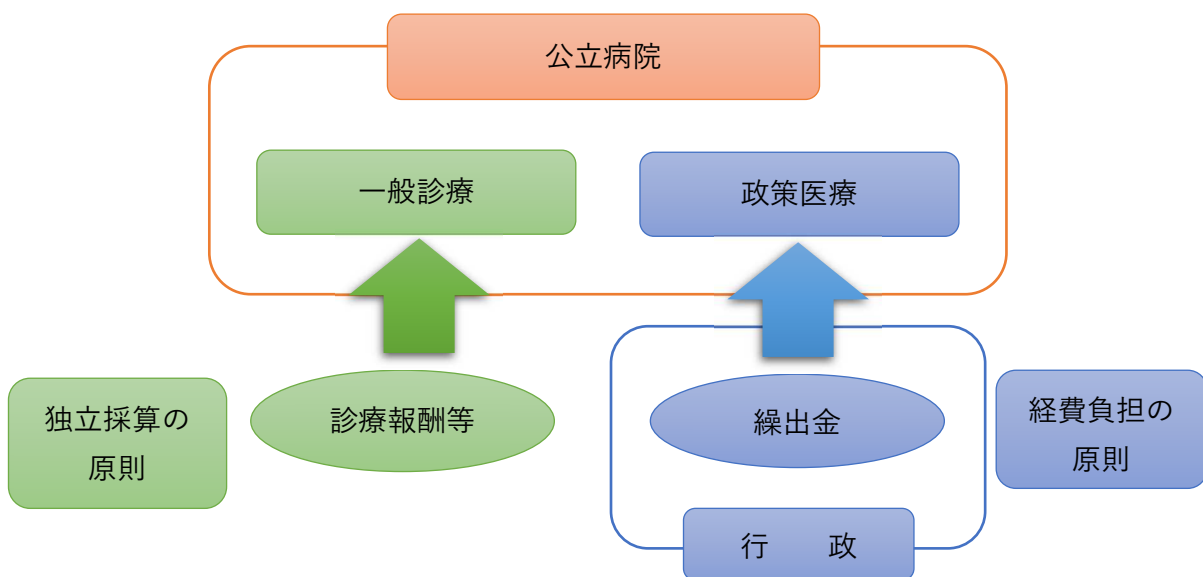 公立病院
一般診療
政策医療
独立採算の
原則
診療報酬等
繰出金
経費負担の
原則
行　　政